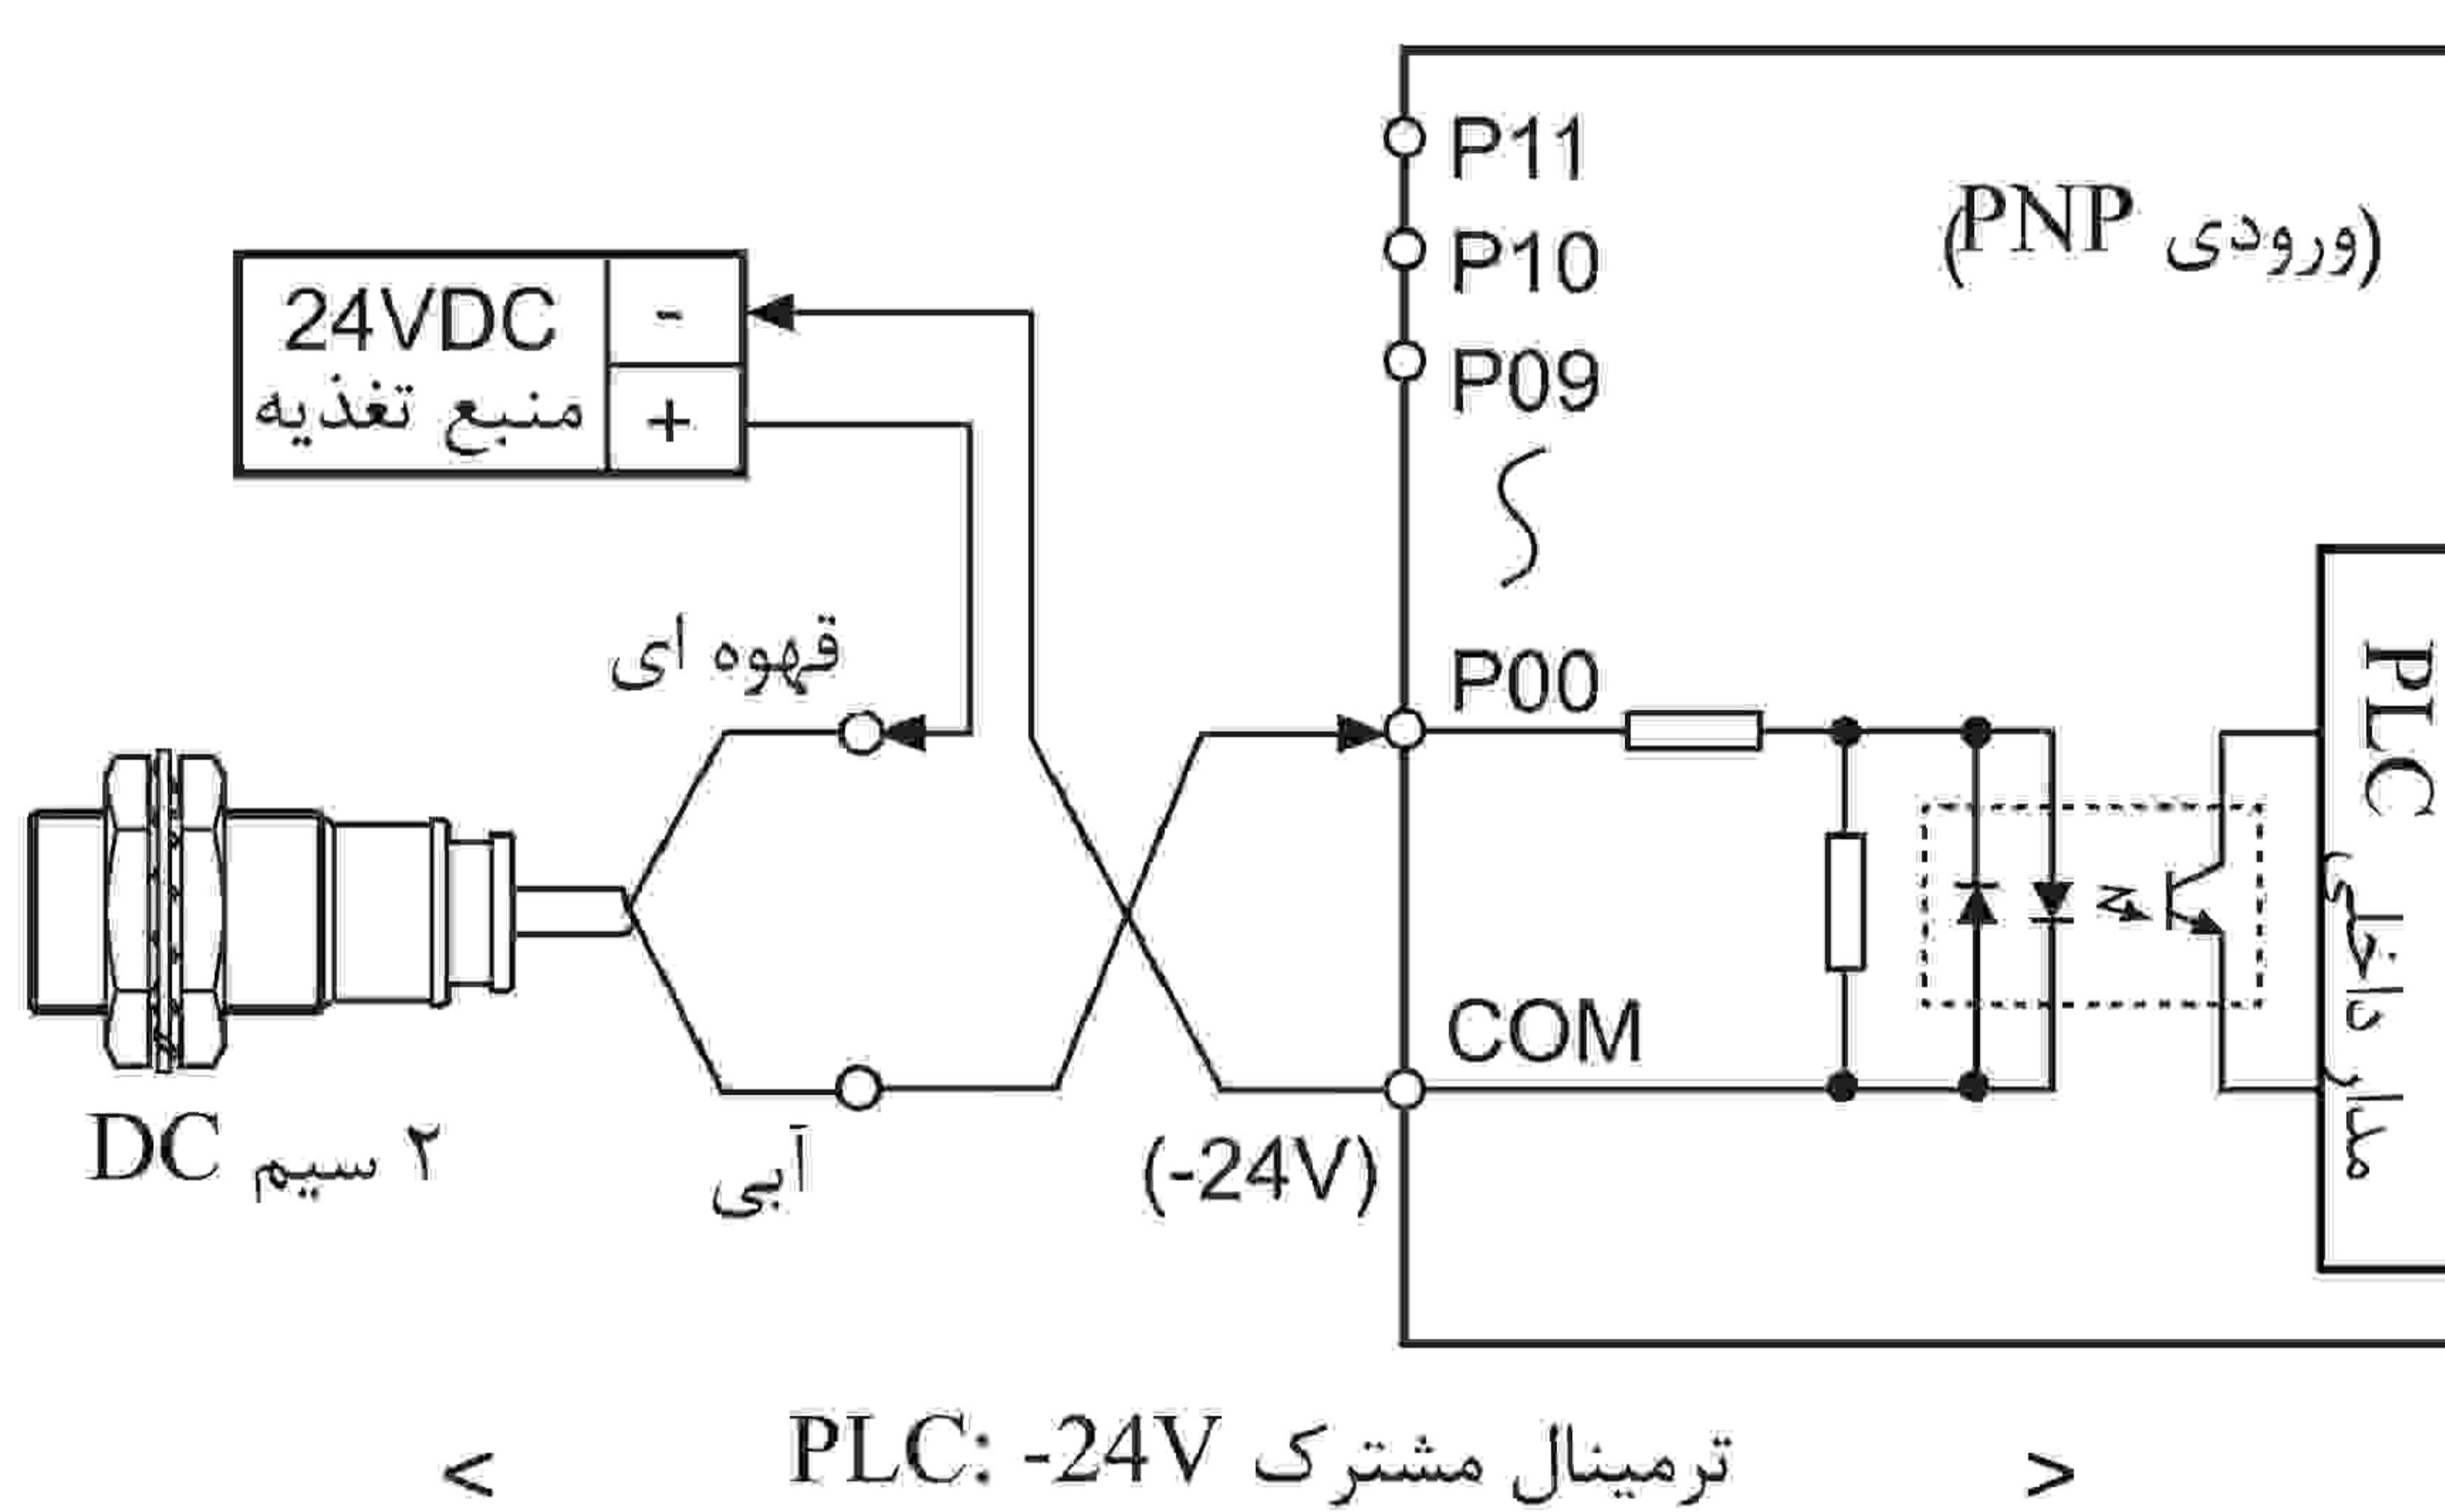 P11
(ورودی PNP)
P10
24VDC
-
P09
منبع تغذیه
+
قهوه ای
P00
PLC
مدار داخلی
COM
۲ سیم DC
آبی
(-24V)
< ترمینال مشترک PLC: -24V >